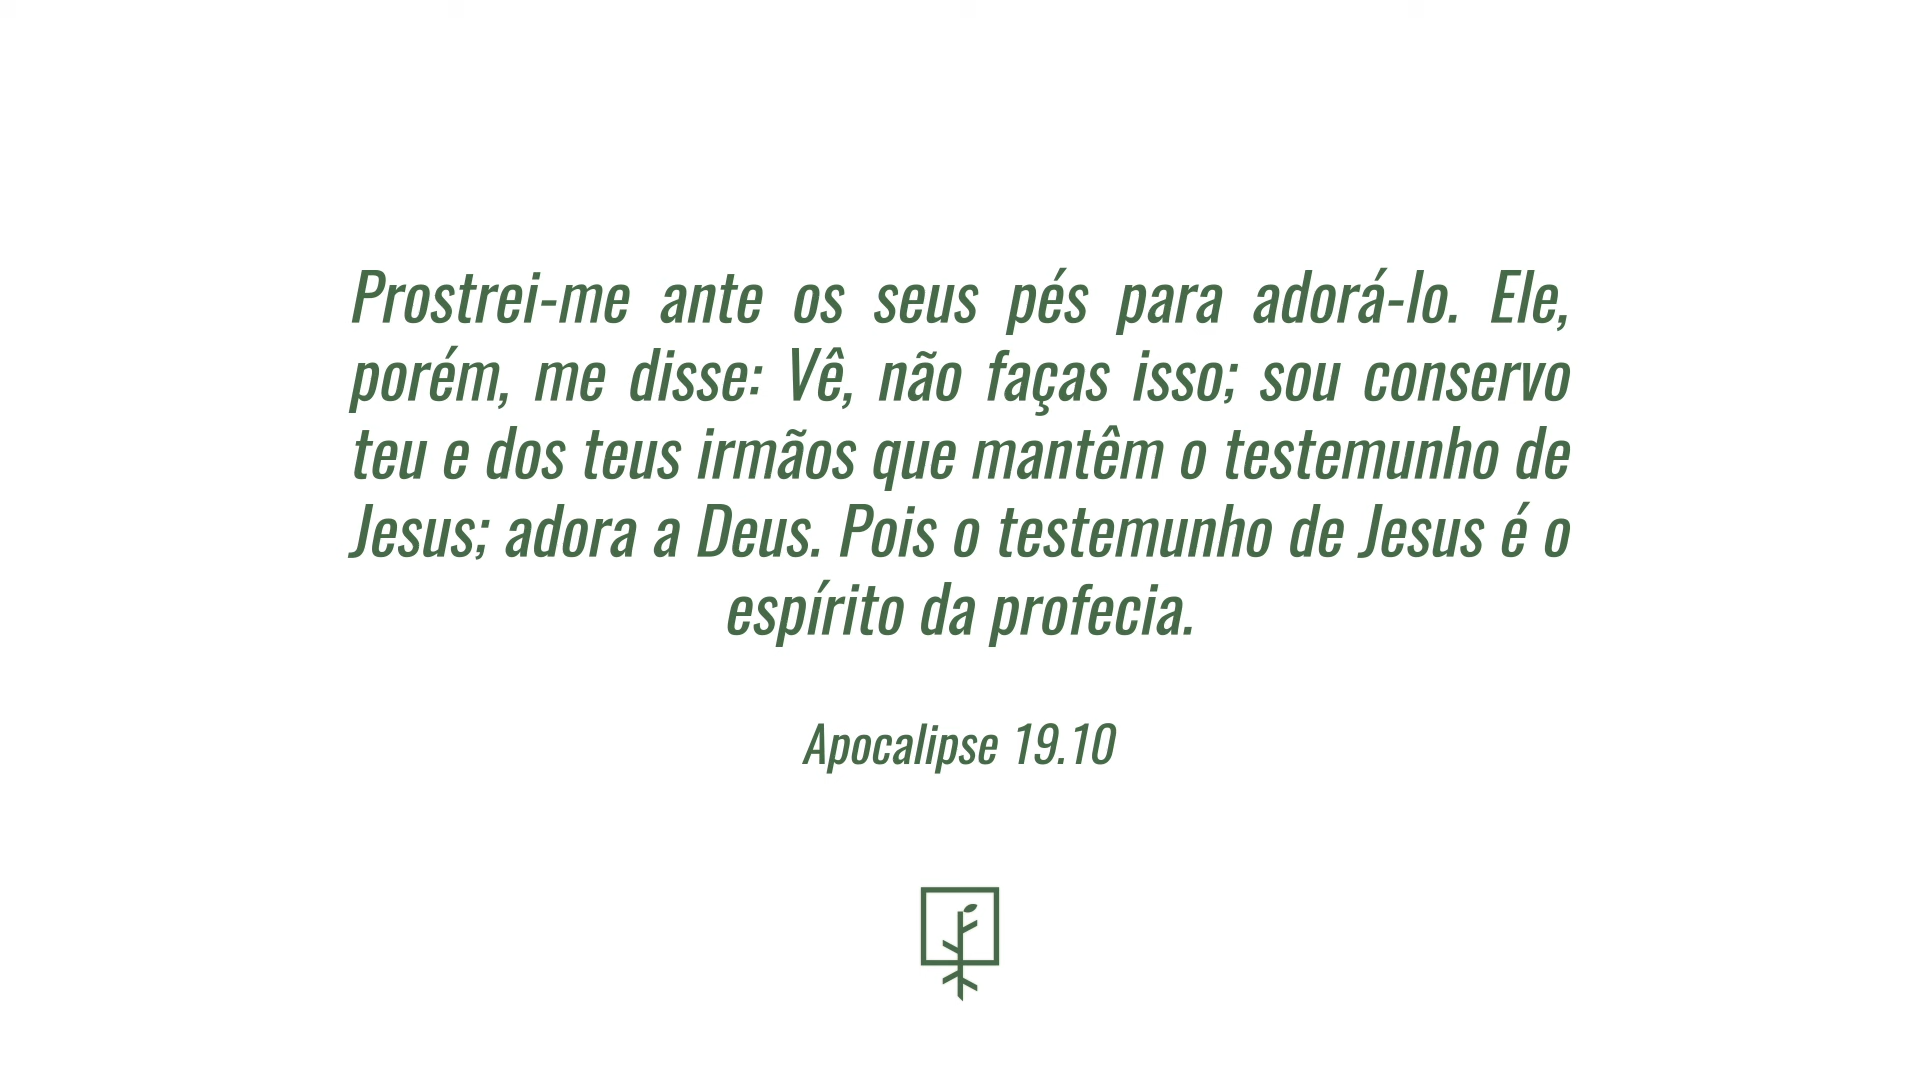 Prostrei-me ante os seus pés para adorá-lo. Ele,
porém, me disse: Vê, não faças isso; sou conservo
teu e dos teus irmãos que mantêm o testemunho de
Jesus; adora a Deus. Pois o testemunho de Jesus é o
espírito da profecia.
Apocalipse 19.10